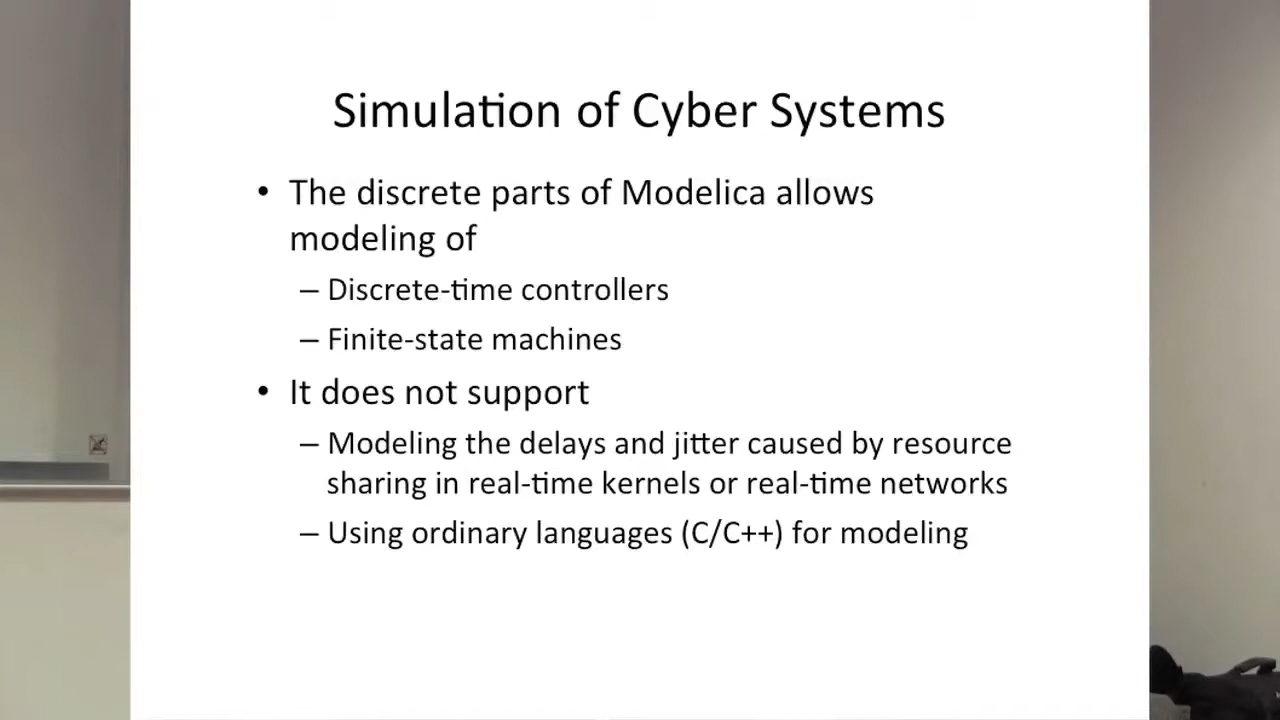 Simulation of Cyber Systems
• The discrete parts of Modelica allows
modeling of
– Discrete-time controllers
– Finite-state machines
• It does not support
– Modeling the delays and jitter caused by resource
sharing in real-time kernels or real-time networks
– Using ordinary languages (C/C++) for modeling